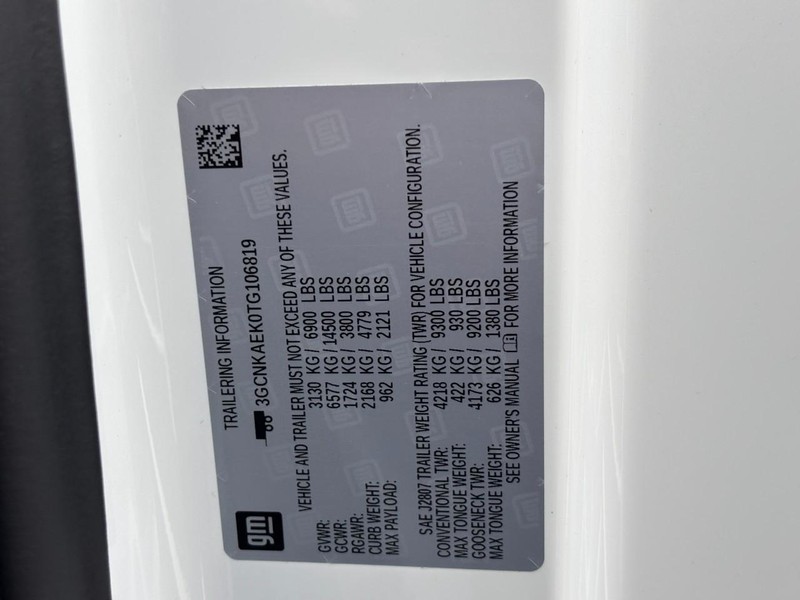 gm
TRAILERING INFORMATION
3GCNKAEK0TG106819
VEHICLE AND TRAILER MUST NOT EXCEED ANY OF THESE VALUES.
GVWR: 3130 KG / 6900 LBS
GCWR: 6577 KG / 14500 LBS
RGAWR: 1724 KG / 3800 LBS
CURB WEIGHT: 2168 KG / 4779 LBS
MAX PAYLOAD: 962 KG / 2121 LBS
SAE J2807 TRAILER WEIGHT RATING (TWR) FOR VEHICLE CONFIGURATION.
CONVENTIONAL TWR: 4218 KG / 9300 LBS
MAX TONGUE WEIGHT: 422 KG / 930 LBS
GOOSENECK TWR: 4173 KG / 9200 LBS
MAX TONGUE WEIGHT: 626 KG / 1380 LBS
SEE OWNER'S MANUAL FOR MORE INFORMATION